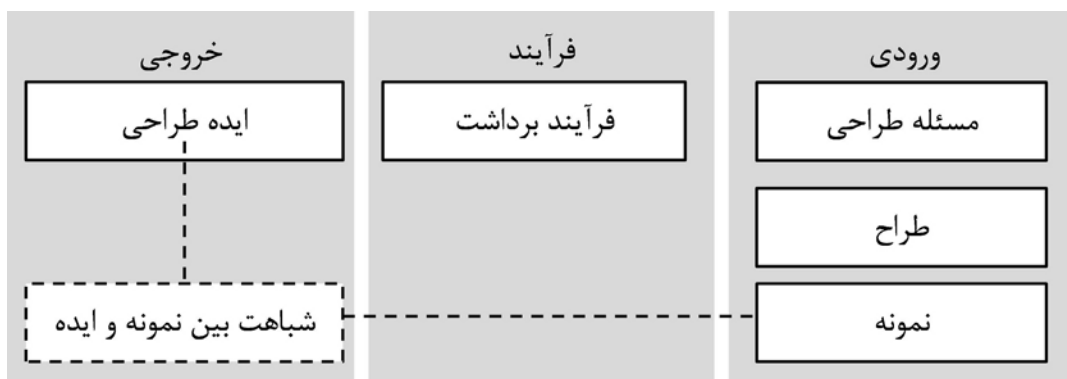 ورودی
مسئله طراحی
طراح
نمونه
فرآیند
فرآیند برداشت
خروجی
ایده طراحی
شباهت بین نمونه و ایده